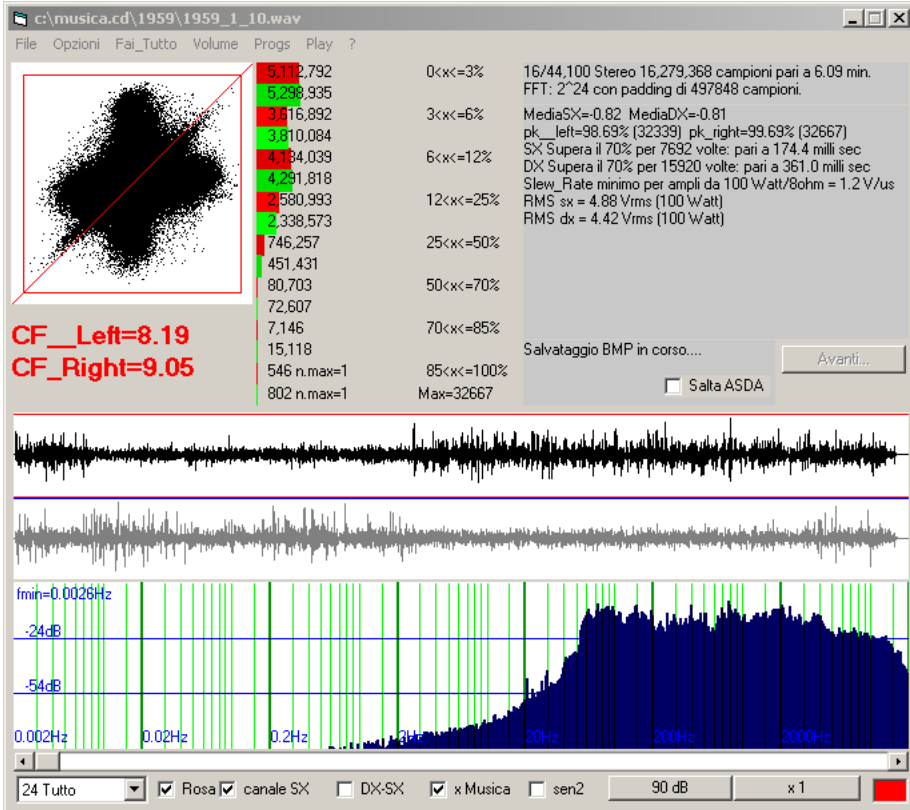 c:\musica.cd\1959\1959_1_10.wav
File Opzioni Fai_Tutto Volume Progs Play ?
5,112,792 0<x<=3%
5,298,935
3,616,892 3<x<=6%
3,810,084
4,134,039 6<x<=12%
4,291,818
2,580,993 12<x<=25%
2,338,573
746,257 25<x<=50%
451,431
80,703 50<x<=70%
72,607
7,146 70<x<=85%
15,118
546 n.max=1 85<x<=100%
802 n.max=1 Max=32667
16/44,100 Stereo 16,279,368 campioni pari a 6.09 min.
FFT: 2^24 con padding di 497848 campioni.
MediaSX=-0.82 MediaDX=-0.81
pk__left=98.69% (32339) pk_right=99.69% (32667)
SX Supera il 70% per 7692 volte: pari a 174.4 milli sec
DX Supera il 70% per 15920 volte: pari a 361.0 milli sec
Slew_Rate minimo per ampli da 100 Watt/8ohm = 1.2 V/us
RMS sx = 4.88 Vrms (100 Watt)
RMS dx = 4.42 Vrms (100 Watt)
CF__Left=8.19
CF_Right=9.05
Salvataggio BMP in corso....
Avanti...
Salta ASDA
fmin=0.0026Hz
-24dB
-54dB
0.002Hz 0.02Hz 0.2Hz 2Hz 20Hz 200Hz 2000Hz
24 Tutto Rosa canale SX DX-SX x Musica sen2 90 dB x 1